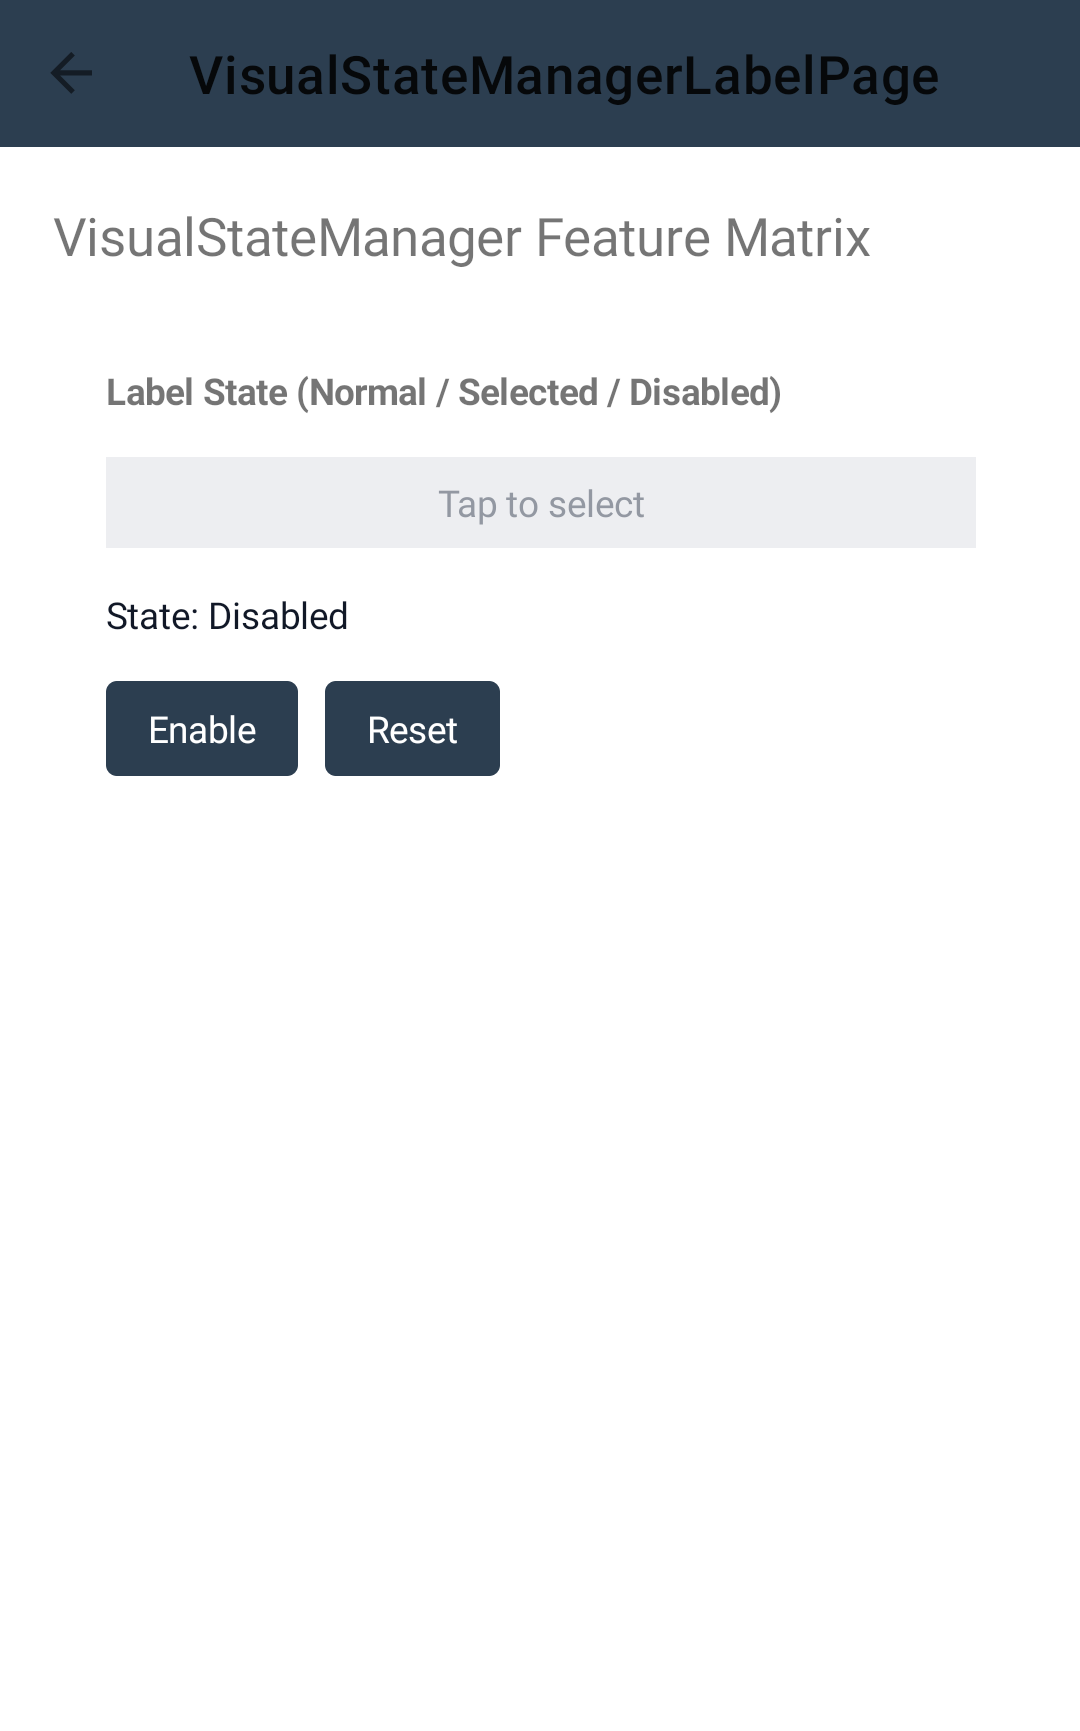 VisualStateManagerLabelPage
VisualStateManager Feature Matrix
Label State (Normal / Selected / Disabled)
Tap to select
State: Disabled
Enable
Reset